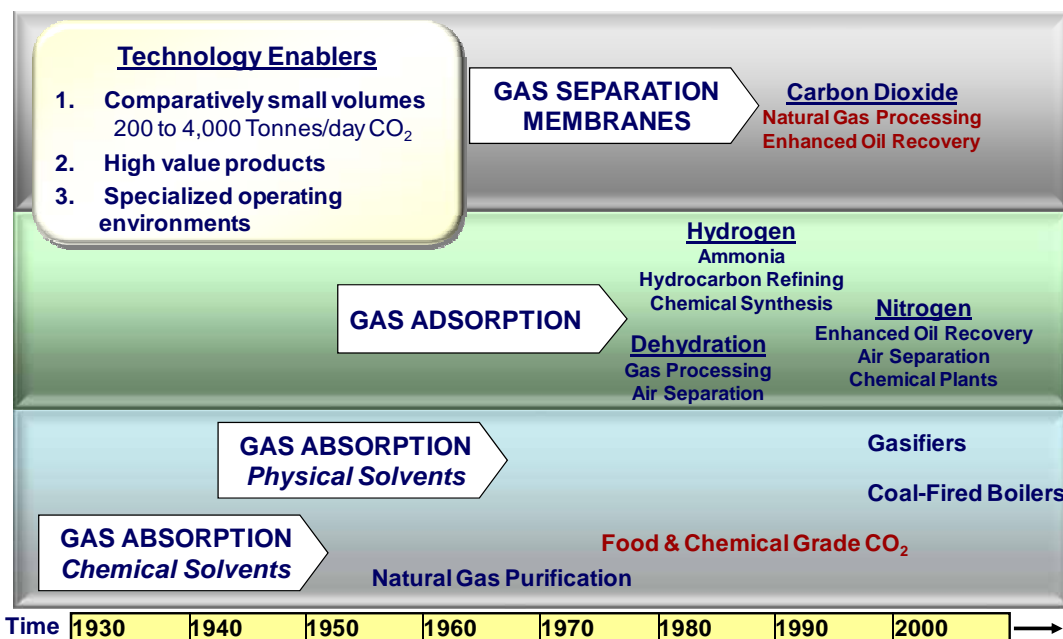 Technology Enablers
1. Comparatively small volumes
200 to 4,000 Tonnes/day CO₂
2. High value products
3. Specialized operating
environments
GAS SEPARATION
MEMBRANES
Carbon Dioxide
Natural Gas Processing
Enhanced Oil Recovery
GAS ADSORPTION
Hydrogen
Ammonia
Hydrocarbon Refining
Chemical Synthesis
Dehydration
Gas Processing
Air Separation
Nitrogen
Enhanced Oil Recovery
Air Separation
Chemical Plants
GAS ABSORPTION
Physical Solvents
Gasifiers
Coal-Fired Boilers
GAS ABSORPTION
Chemical Solvents
Food & Chemical Grade CO₂
Natural Gas Purification
Time 1930 1940 1950 1960 1970 1980 1990 2000